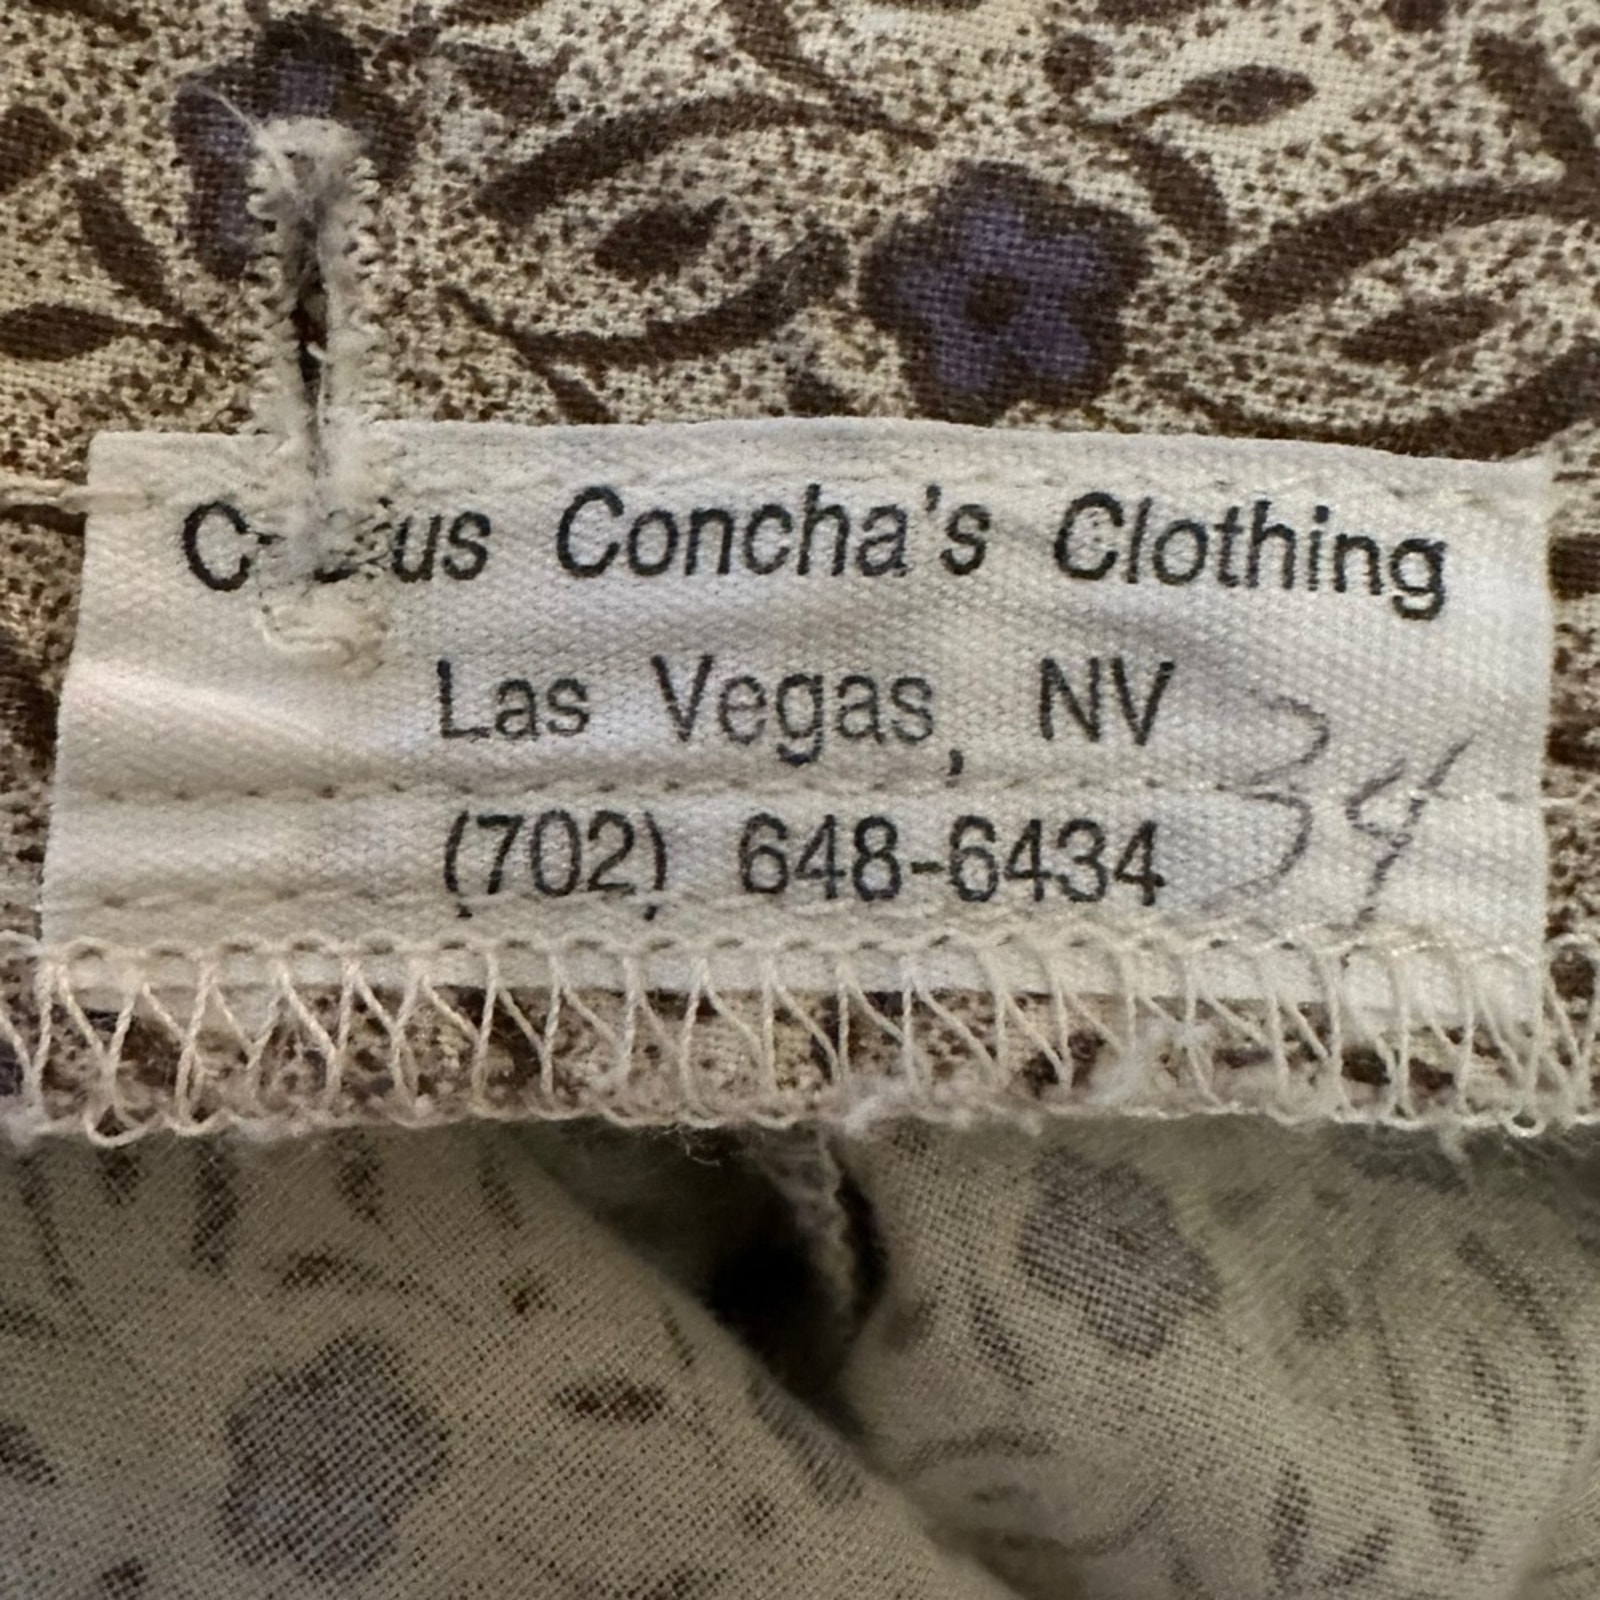 Concha's Clothing
Las Vegas, NV
(702) 648-6434
34